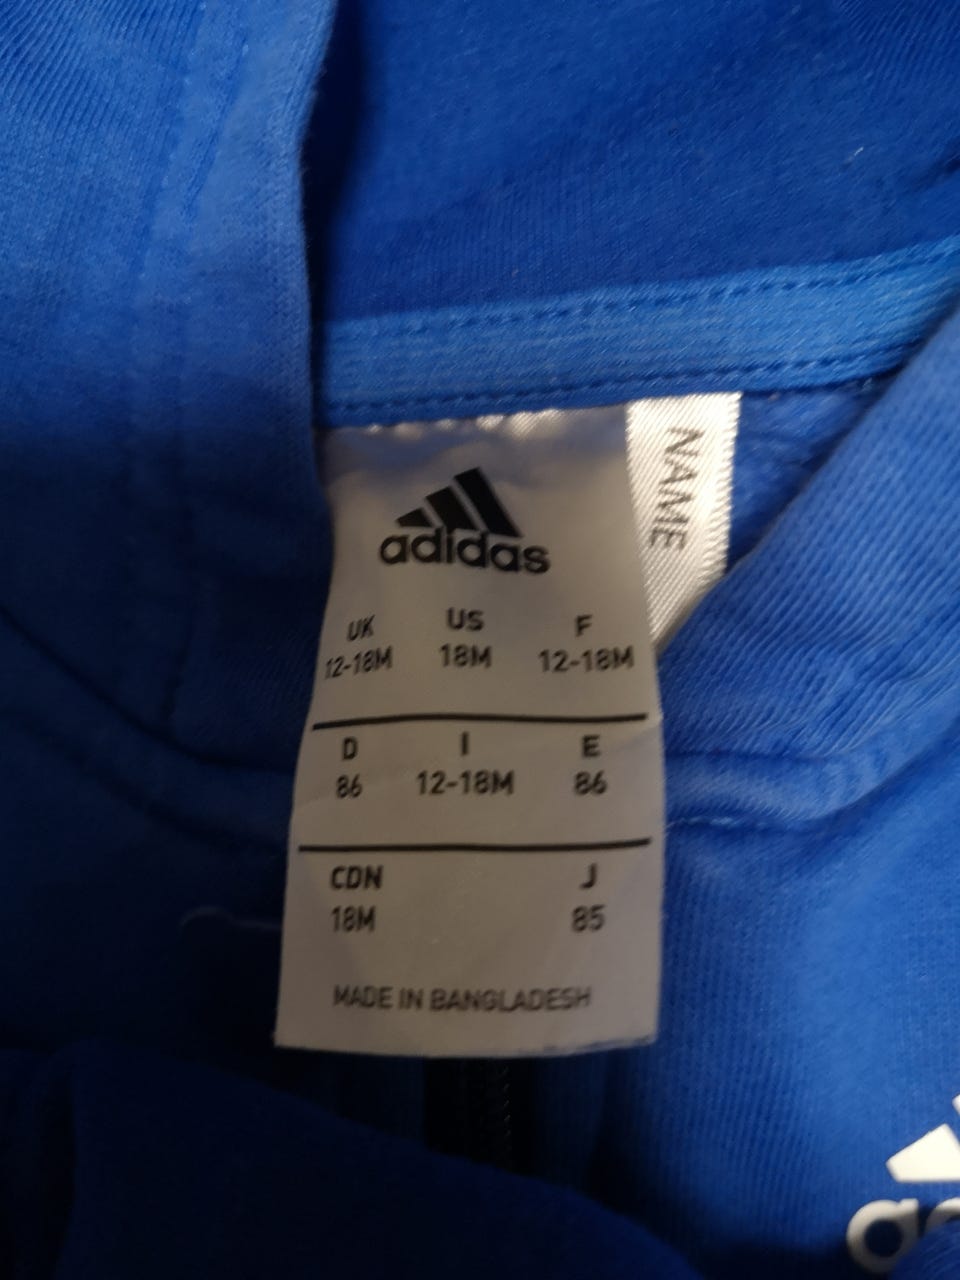 adidas
UK US F
12-18M 18M 12-18M
D I E
86 12-18M 86
CDN J
18M 85
MADE IN BANGLADESH
NAME